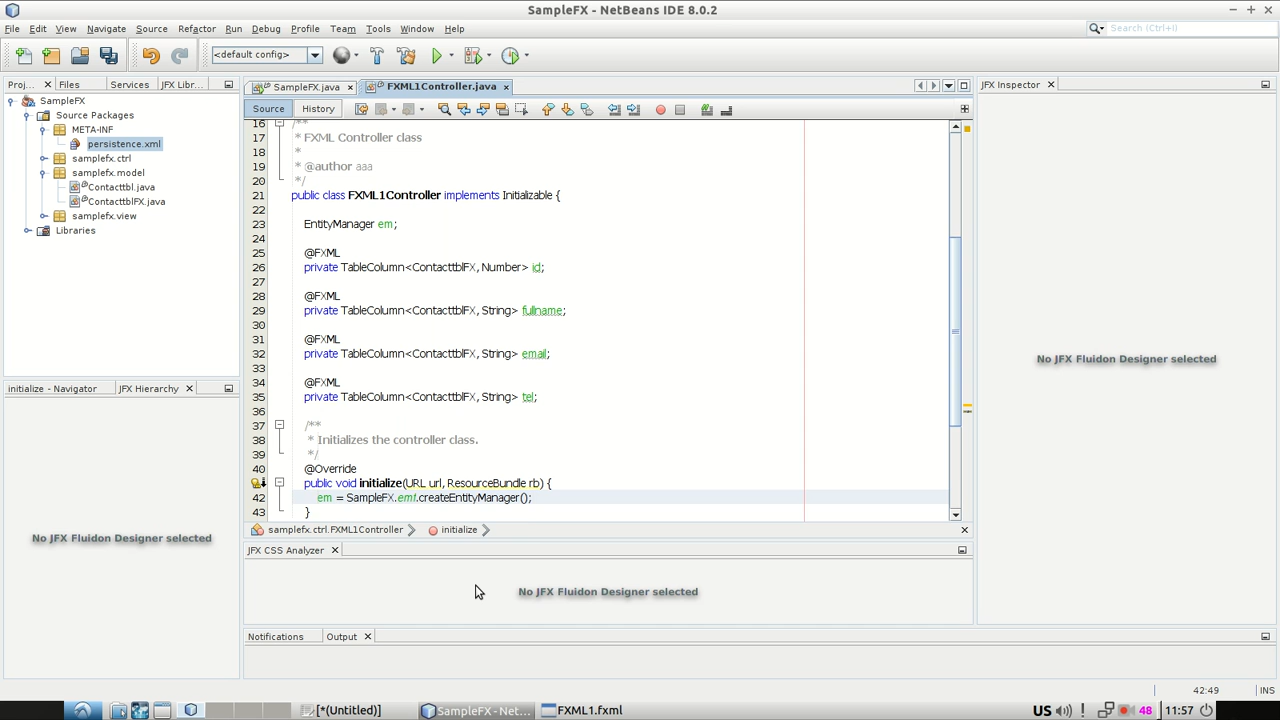 SampleFX - NetBeans IDE 8.0.2
File Edit View Navigate Source Refactor Run Debug Profile Team Tools Window Help
Search (Ctrl+I)
<default config>
Proj... Files Services JFX Libr...
SampleFX.java FXML1Controller.java
JFX Inspector
SampleFX
Source Packages
META-INF
persistence.xml
samplefx.ctrl
samplefx.model
Contacttbl.java
ContacttblFX.java
samplefx.view
Libraries
Source History
16 /**
17 * FXML Controller class
18 *
19 * @author aaa
20 */
21 public class FXML1Controller implements Initializable {
22
23 EntityManager em;
24
25 @FXML
26 private TableColumn<ContacttblFX, Number> id;
27
28 @FXML
29 private TableColumn<ContacttblFX, String> fullname;
30
31 @FXML
32 private TableColumn<ContacttblFX, String> email;
33
34 @FXML
35 private TableColumn<ContacttblFX, String> tel;
36
37 /**
38 * Initializes the controller class.
39 */
40 @Override
public void initialize(URL url, ResourceBundle rb) {
42 em = SampleFX.emf.createEntityManager();
43 }
samplefx.ctrl.FXML1Controller initialize
No JFX Fluidon Designer selected
initialize - Navigator JFX Hierarchy
No JFX Fluidon Designer selected
JFX CSS Analyzer
No JFX Fluidon Designer selected
Notifications Output
42:49 INS
[*(Untitled)] SampleFX - Net... FXML1.fxml US 48 11:57